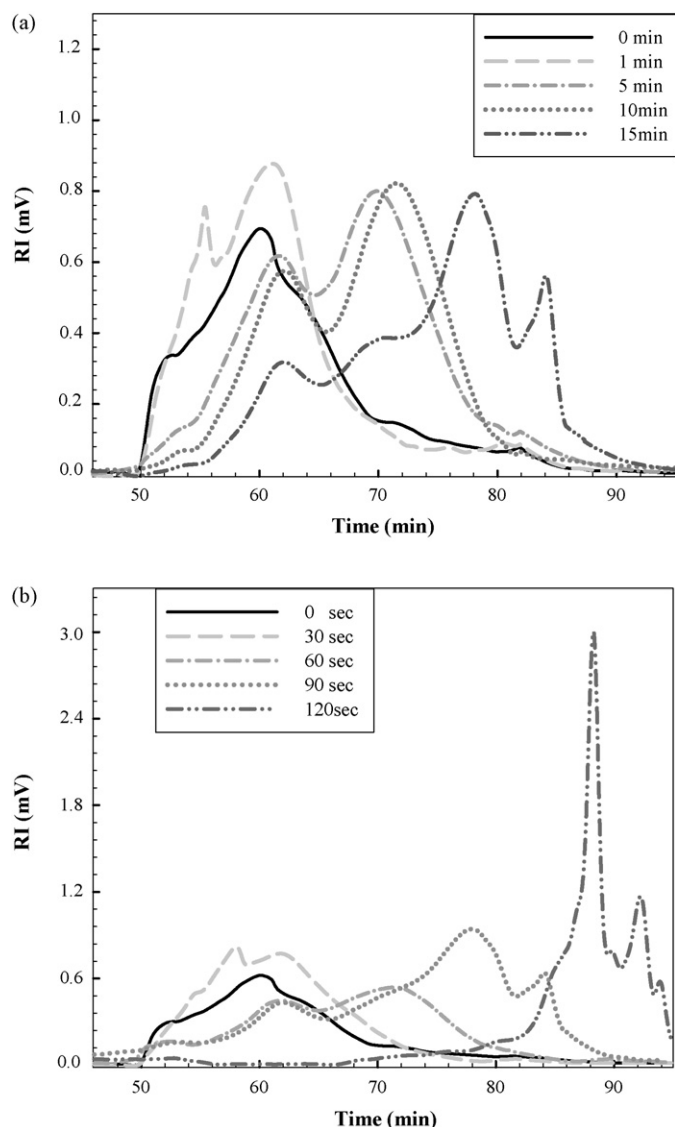 (a)
1.2
1.0
0.8
0.6
0.4
0.2
0.0
RI (mV)
0 min
1 min
5 min
10min
15min
50 60 70 80 90
Time (min)
(b)
3.0
2.4
1.8
1.2
0.6
0.0
RI (mV)
0 sec
30 sec
60 sec
90 sec
120sec
50 60 70 80 90
Time (min)